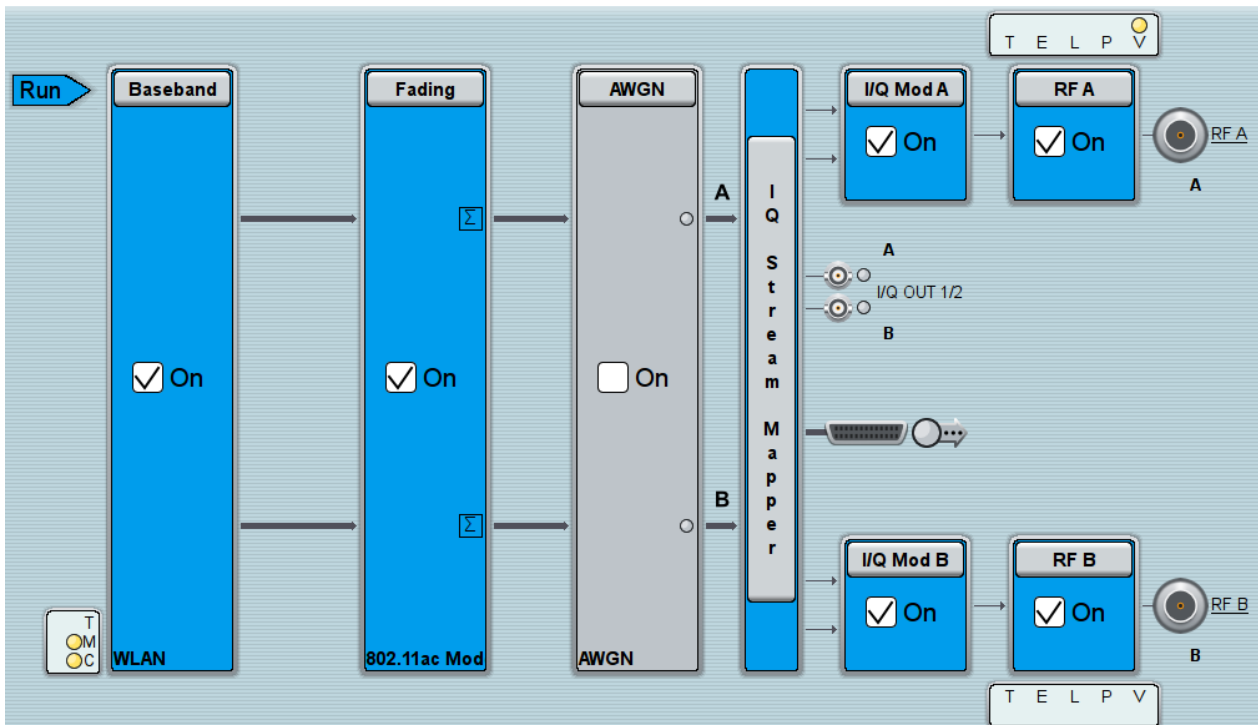 T E L P V
Run
Baseband
Fading
AWGN
I/Q Mod A
RF A
On
On
RF A
A
A
I
Q
S
t
r
e
a
m
M
a
p
p
e
r
Σ
A
I/Q OUT 1/2
B
On
On
On
B
Σ
I/Q Mod B
RF B
On
On
RF B
B
T
M
C
WLAN
802.11ac Mod
AWGN
T E L P V